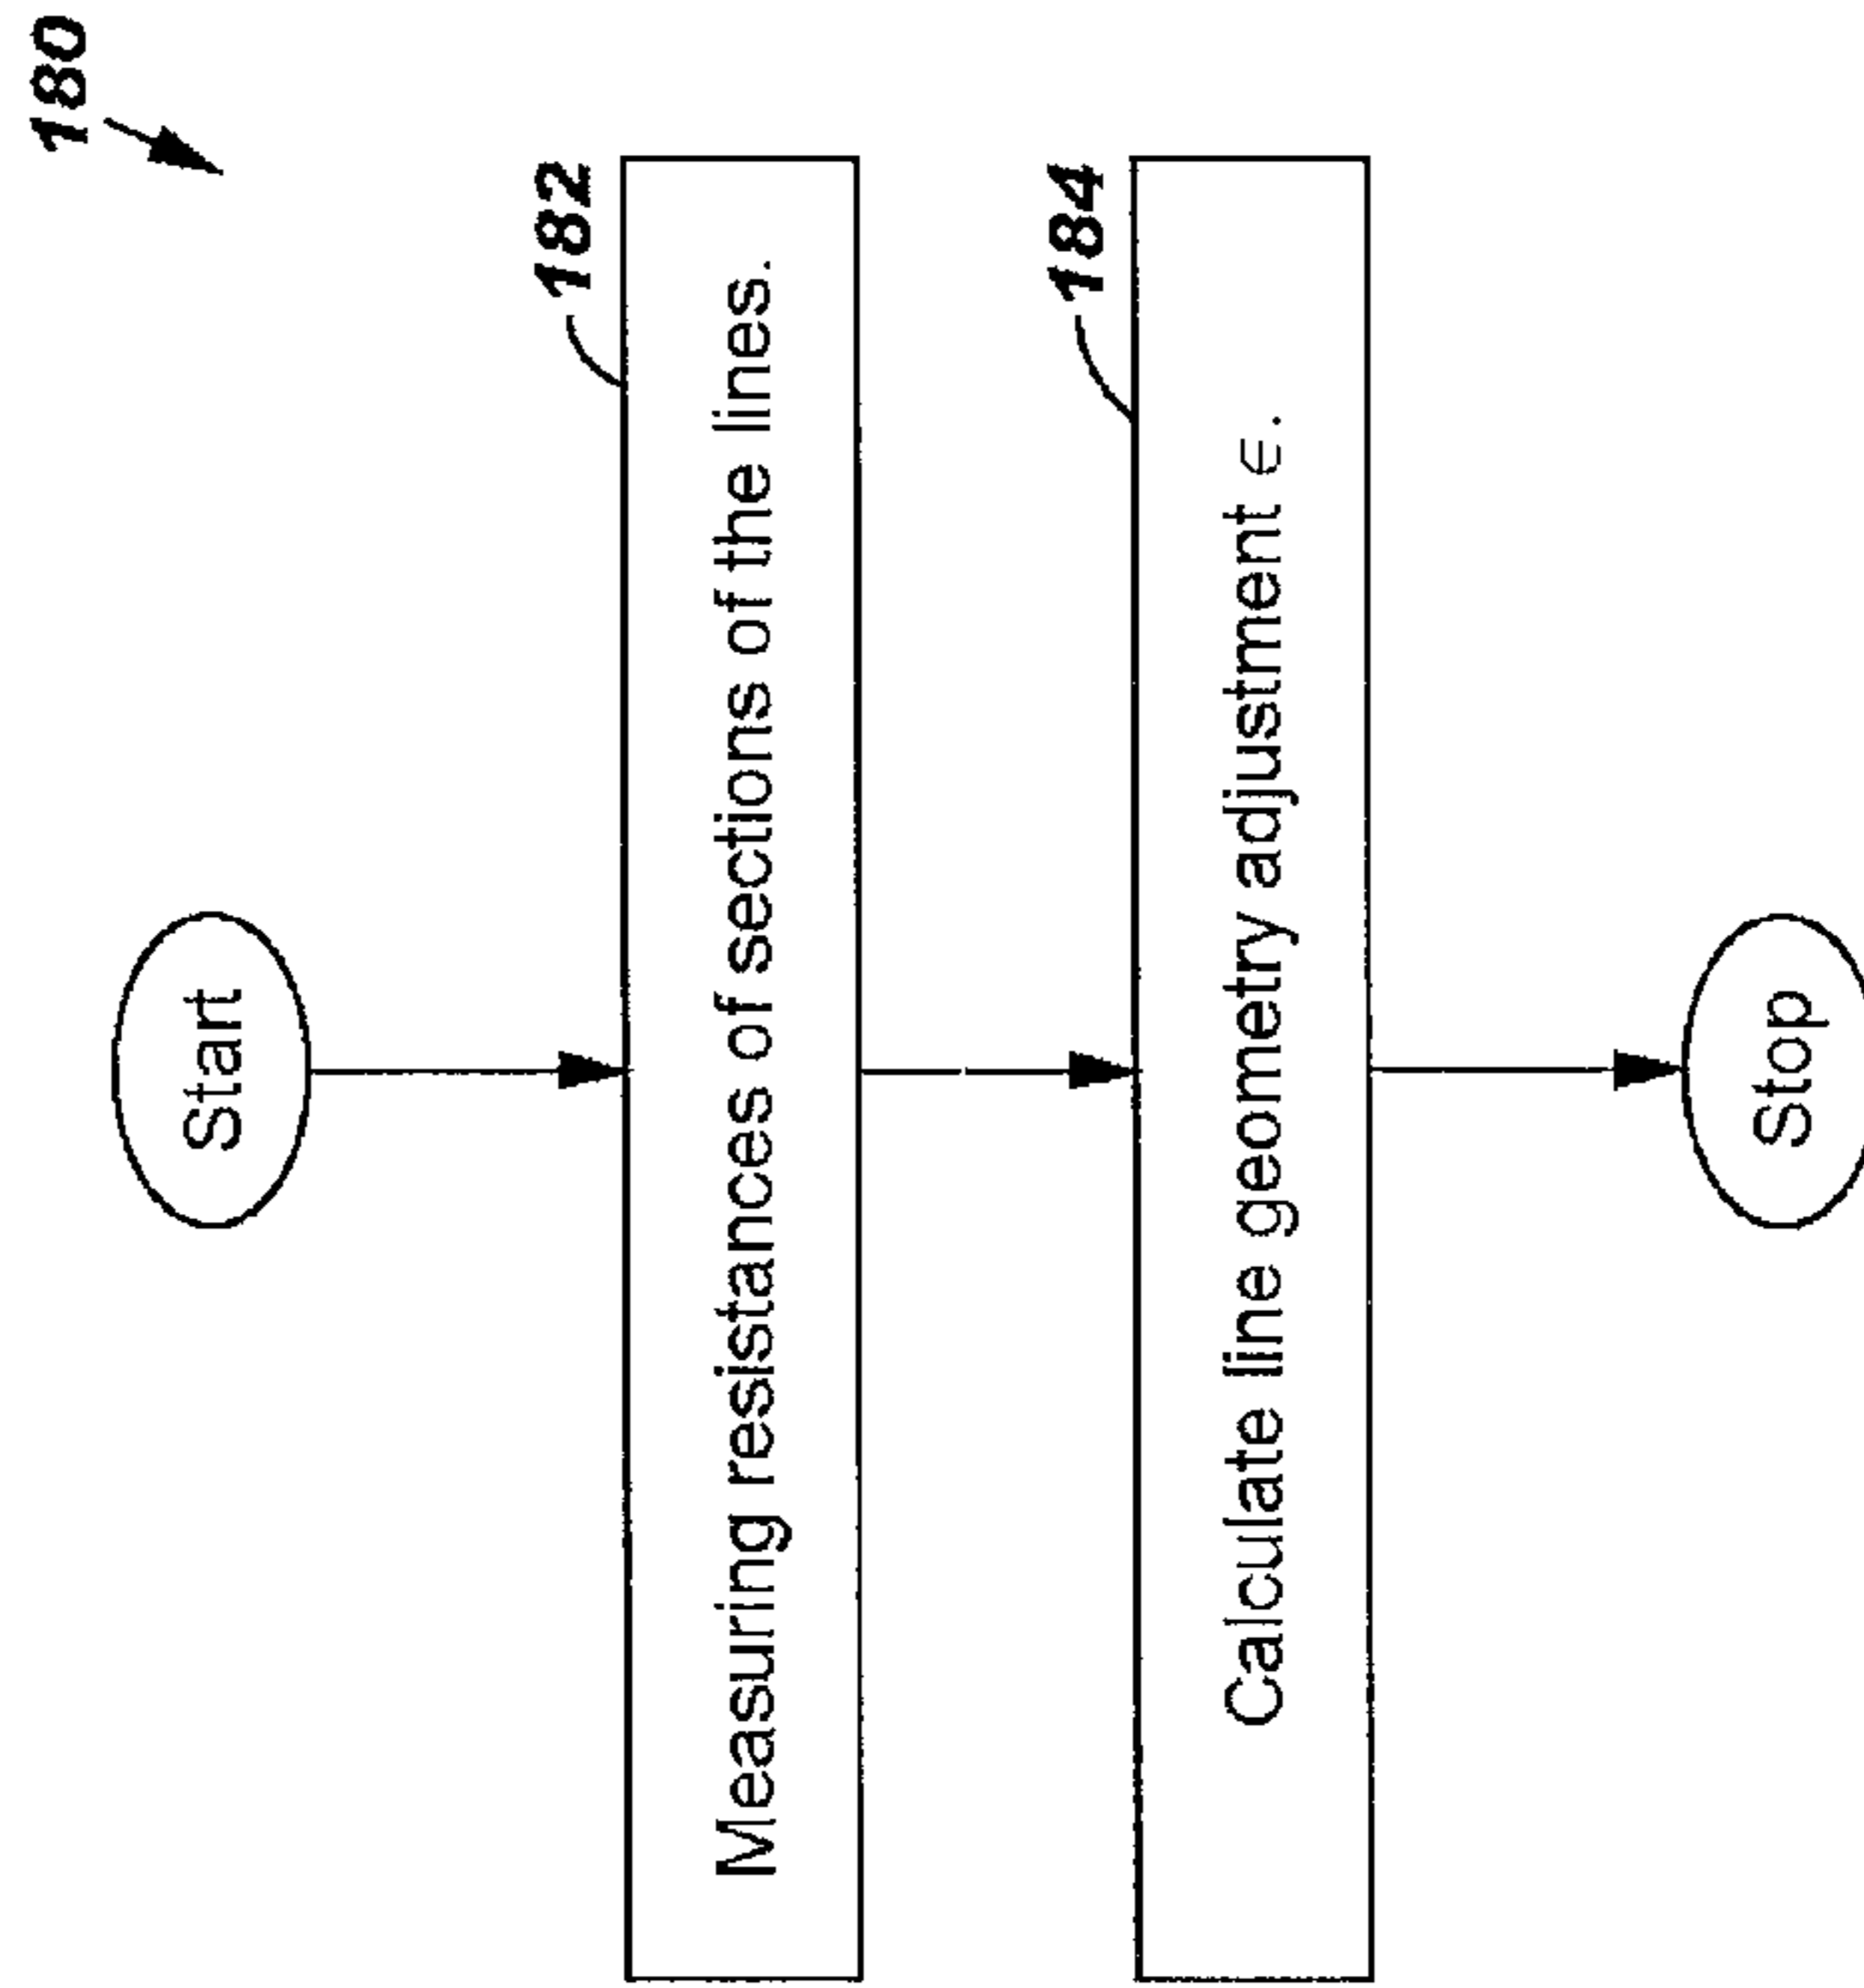 180
Start
182
Measuring resistances of sections of the lines.
184
Calculate line geometry adjustment ∈.
Stop